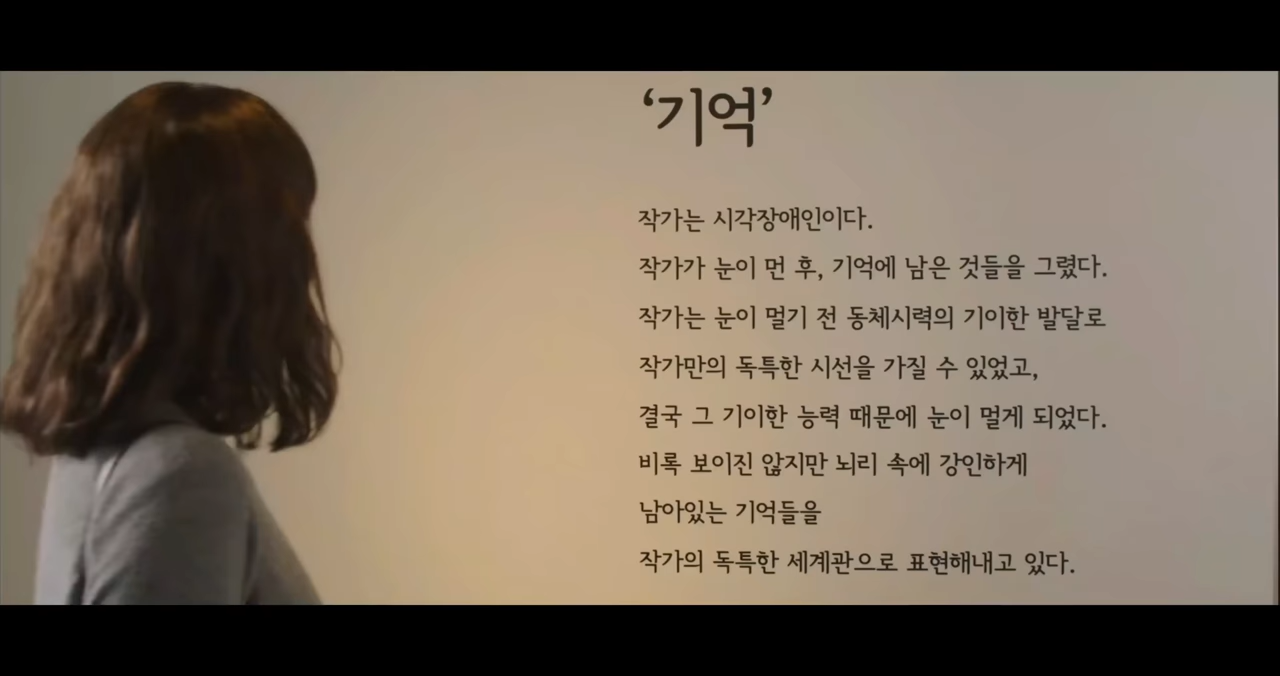 ‘기억’
작가는 시각장애인이다.
작가가 눈이 먼 후, 기억에 남은 것들을 그렸다.
작가는 눈이 멀기 전 동체시력의 기이한 발달로
작가만의 독특한 시선을 가질 수 있었고,
결국 그 기이한 능력 때문에 눈이 멀게 되었다.
비록 보이진 않지만 뇌리 속에 강인하게
남아있는 기억들을
작가의 독특한 세계관으로 표현해내고 있다.